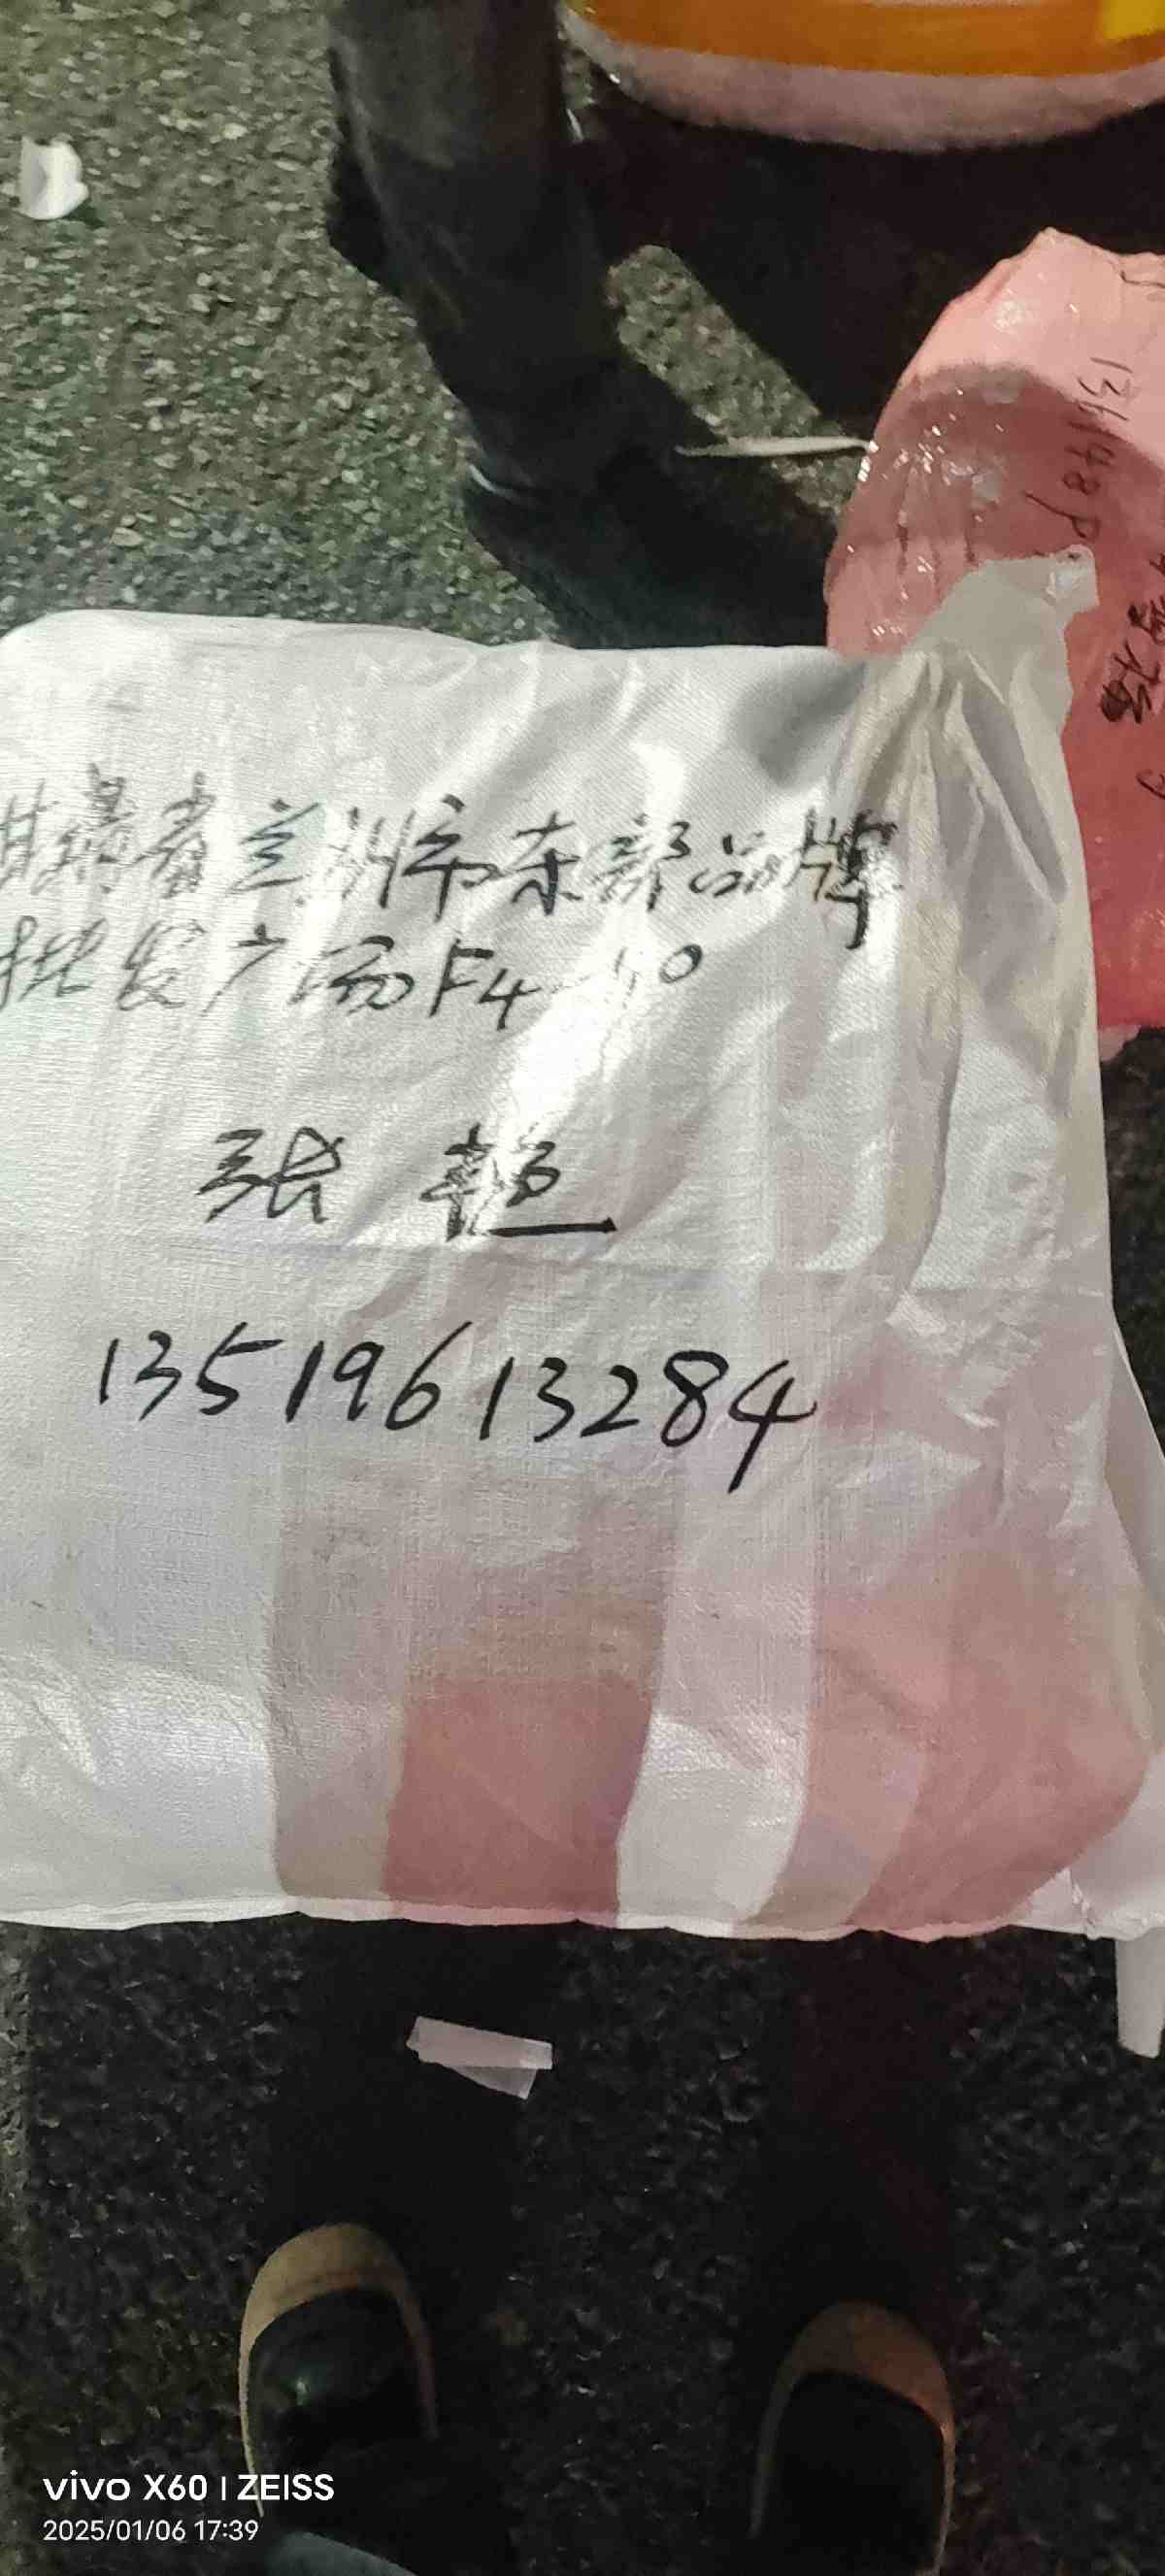 甘肃省兰州市东部品牌
批发广场F4-10
张艳
13519613284
vivo X60 | ZEISS
2025/01/06 17:39